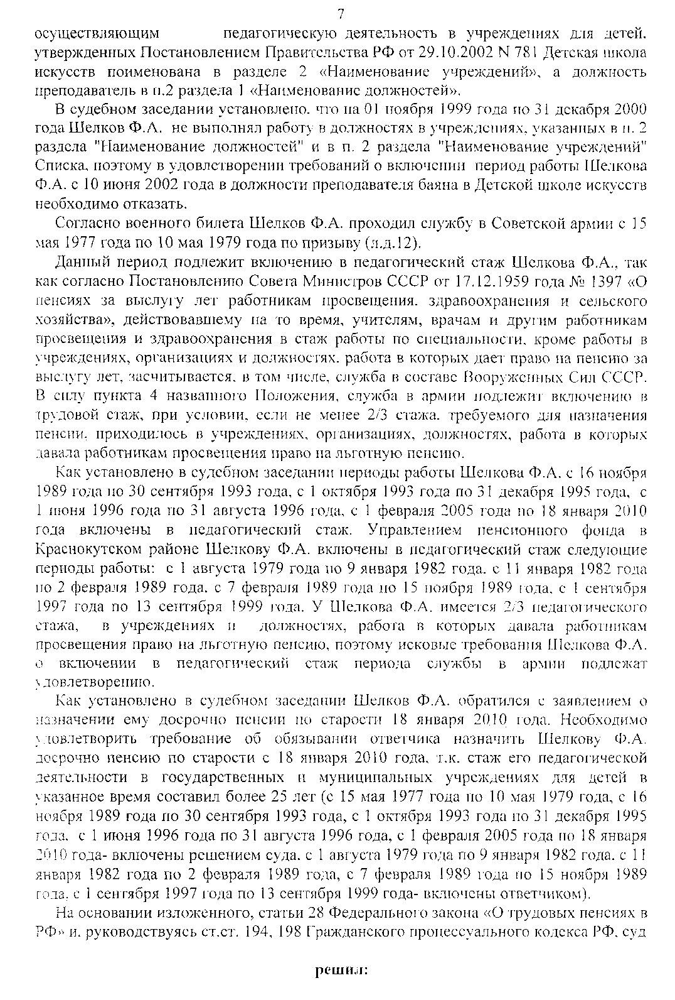 7
осуществляющим педагогическую деятельность в учреждениях для детей.
утвержденных Постановлением Правительства РФ от 29.10.2002 N 781 Детская школа
искусств поименована в разделе 2 «Наименование учреждений», а должность
преподаватель в п.2 раздела 1 «Наименование должностей».
В судебном заседании установлено. что на 01 ноября 1999 года по 31 декабря 2000
года Шелков Ф.А. не выполнял работу в должностях в учреждениях, указанных в п. 2
раздела "Наименование должностей" и в п. 2 раздела "Наименование учреждений"
Списка, поэтому в удовлетворении требований о включении период работы Шелкова
Ф.А. с 10 июня 2002 года в должности преподавателя баяна в Детской школе искусств
необходимо отказать.
Согласно военного билета Шелков Ф.А. проходил службу в Советской армии с 15
мая 1977 года по 10 мая 1979 года по призыву (л.д.12).
Данный период подлежит включению в педагогический стаж Шелкова Ф.А., так
как согласно Постановлению Совета Министров СССР от 17.12.1959 года № 1397 «О
пенсиях за выслугу лет работникам просвещения. здравоохранения и сельского
хозяйства», действовавшему на то время, учителям, врачам и другим работникам
просвещения и здравоохранения в стаж работы по специальности, кроме работы в
учреждениях, организациях и должностях. работа в которых дает право на пенсию за
выслугу лет, засчитывается, в том числе, служба в составе Вооруженных Сил СССР.
В силу пункта 4 названного Положения, служба в армии подлежит включению в
трудовой стаж, при условии, если не менее 2/3 стажа. требуемого для назначения
пенсии, приходилось в учреждениях, организациях, должностях, работа в которых
давала работникам просвещения право на льготную пенсию.
Как установлено в судебном заседании периоды работы Шелкова Ф.А. с 16 ноября
1989 года по 30 сентября 1993 года, с 1 октября 1993 года по 31 декабря 1995 года, с
1 июня 1996 года по 31 августа 1996 года, с 1 февраля 2005 года по 18 января 2010
года включены в педагогический стаж. Управлением пенсионного фонда в
Краснокутском районе Шелкову Ф.А. включены в педагогический стаж следующие
периоды работы: с 1 августа 1979 года по 9 января 1982 года. с 11 января 1982 года
по 2 февраля 1989 года. с 7 февраля 1989 года по 15 ноября 1989 года, с 1 сентября
1997 года по 13 сентября 1999 года. У Шелкова Ф.А. имеется 2/3 педагогического
стажа, в учреждениях и должностях, работа в которых давала работникам
просвещения право на льготную пенсию, поэтому исковые требования Шелкова Ф.А.
о включении в педагогический стаж периода службы в армии подлежат
удовлетворению.
Как установлено в судебном заседании Шелков Ф.А. обратился с заявлением о
назначении ему досрочно пенсии по старости 18 января 2010 года. Необходимо
удовлетворить требование об обязывании ответчика назначить Шелкову Ф.А.
досрочно пенсию по старости с 18 января 2010 года, т.к. стаж его педагогической
деятельности в государственных и муниципальных учреждениях для детей в
указанное время составил более 25 лет (с 15 мая 1977 года по 10 мая 1979 года, с 16
ноября 1989 года по 30 сентября 1993 года, с 1 октября 1993 года по 31 декабря 1995
года, с 1 июня 1996 года по 31 августа 1996 года, с 1 февраля 2005 года по 18 января
2010 года- включены решением суда. с 1 августа 1979 года по 9 января 1982 года. с 11
января 1982 года по 2 февраля 1989 года, с 7 февраля 1989 года по 15 ноября 1989
года, с 1 сентября 1997 года по 13 сентября 1999 года- включены ответчиком).
На основании изложенного, статьи 28 Федерального закона «О трудовых пенсиях в
РФ» и. руководствуясь ст.ст. 194, 198 Гражданского процессуального кодекса РФ, суд
решил: